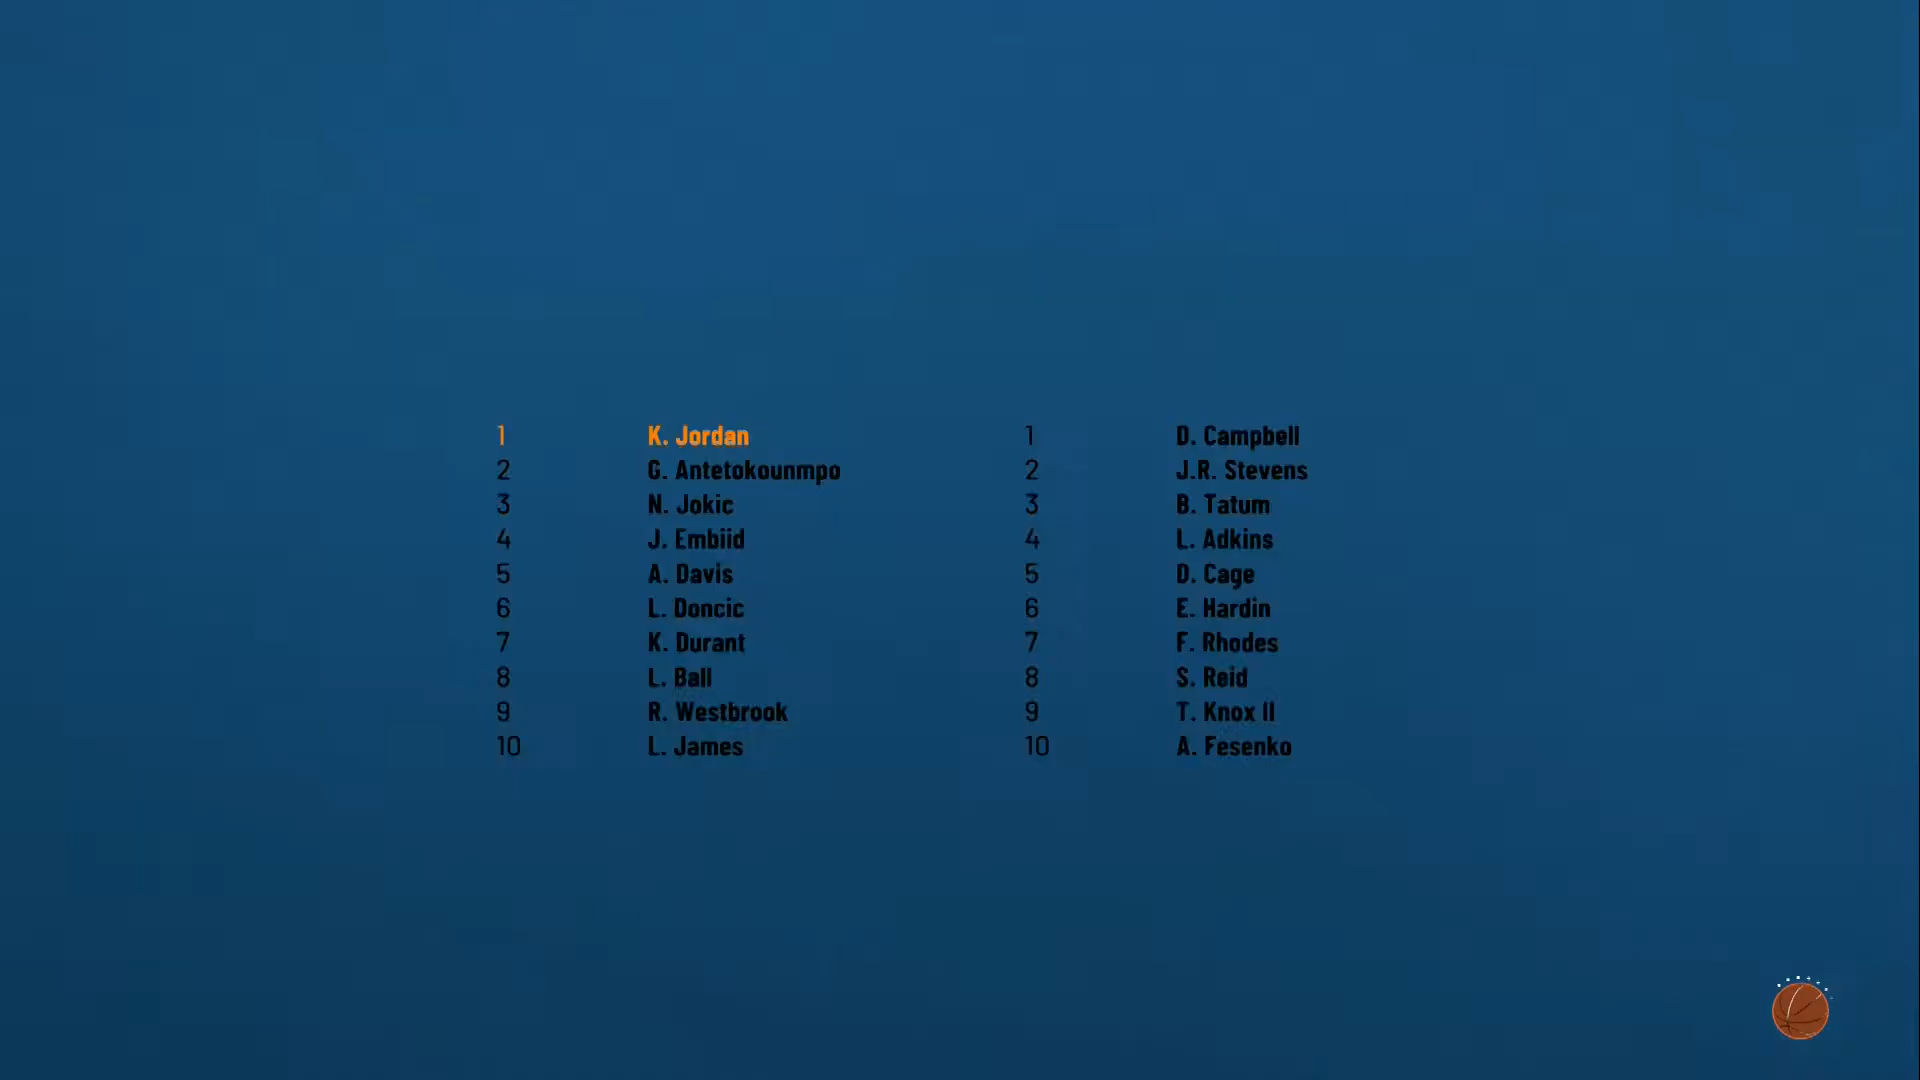 1 K. Jordan 1 D. Campbell
2 G. Antetokounmpo 2 J.R. Stevens
3 N. Jokic 3 B. Tatum
4 J. Embiid 4 L. Adkins
5 A. Davis 5 D. Cage
6 L. Doncic 6 E. Hardin
7 K. Durant 7 F. Rhodes
8 L. Ball 8 S. Reid
9 R. Westbrook 9 T. Knox II
10 L. James 10 A. Fesenko